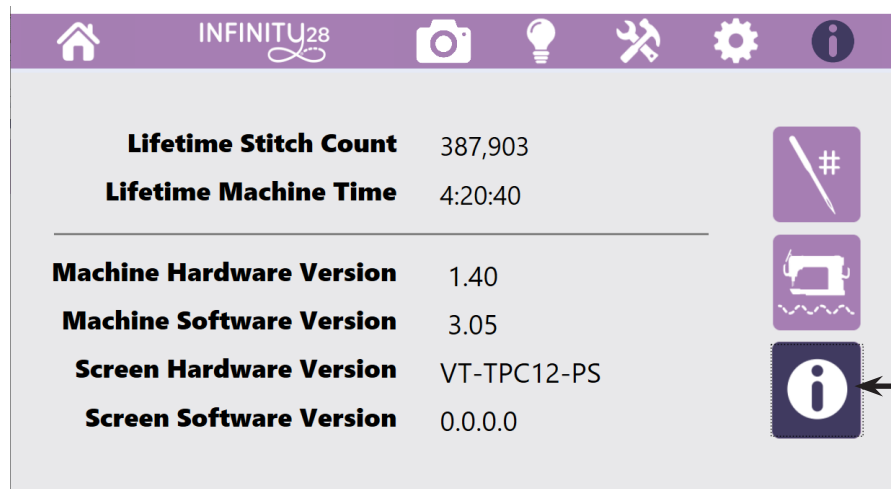 INFINITY28
Lifetime Stitch Count 387,903
Lifetime Machine Time 4:20:40
#
Machine Hardware Version 1.40
Machine Software Version 3.05
Screen Hardware Version VT-TPC12-PS
Screen Software Version 0.0.0.0